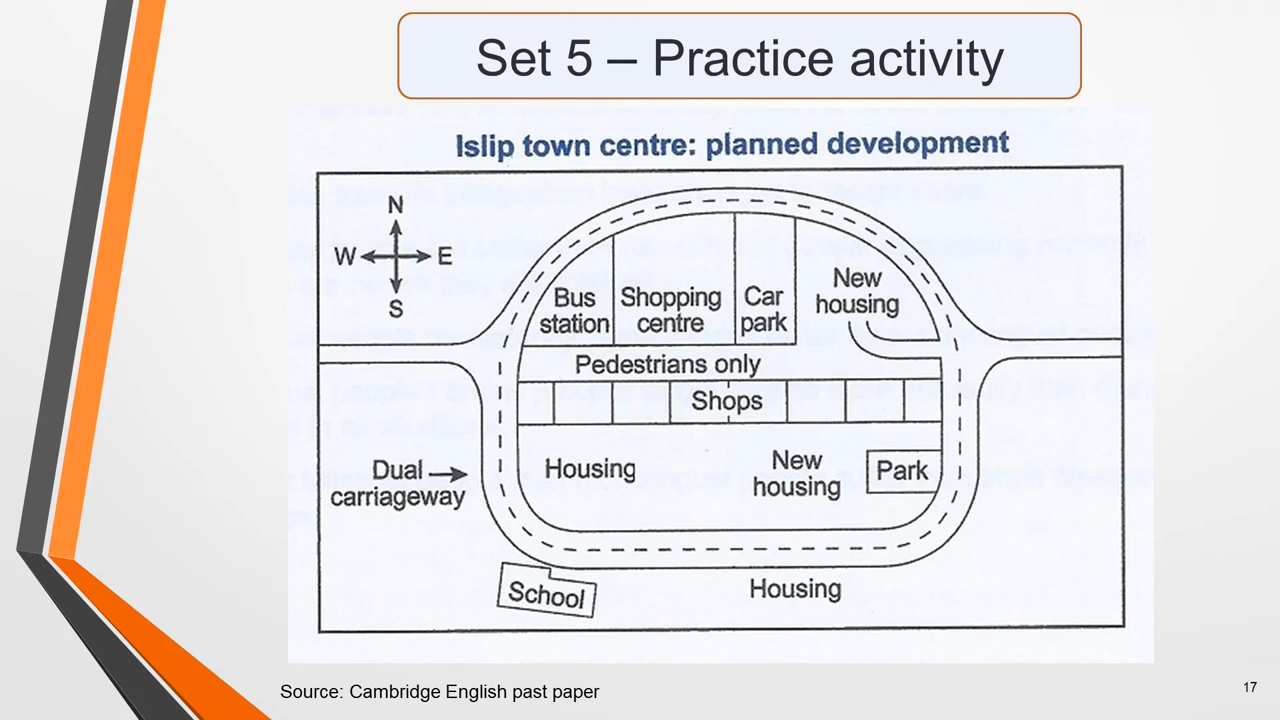 Set 5 – Practice activity
Islip town centre: planned development
N
W
E
S
Bus
station
Shopping
centre
Car
park
New
housing
Pedestrians only
Shops
Housing
New
housing
Park
Dual
carriageway
School
Housing
Source: Cambridge English past paper
17